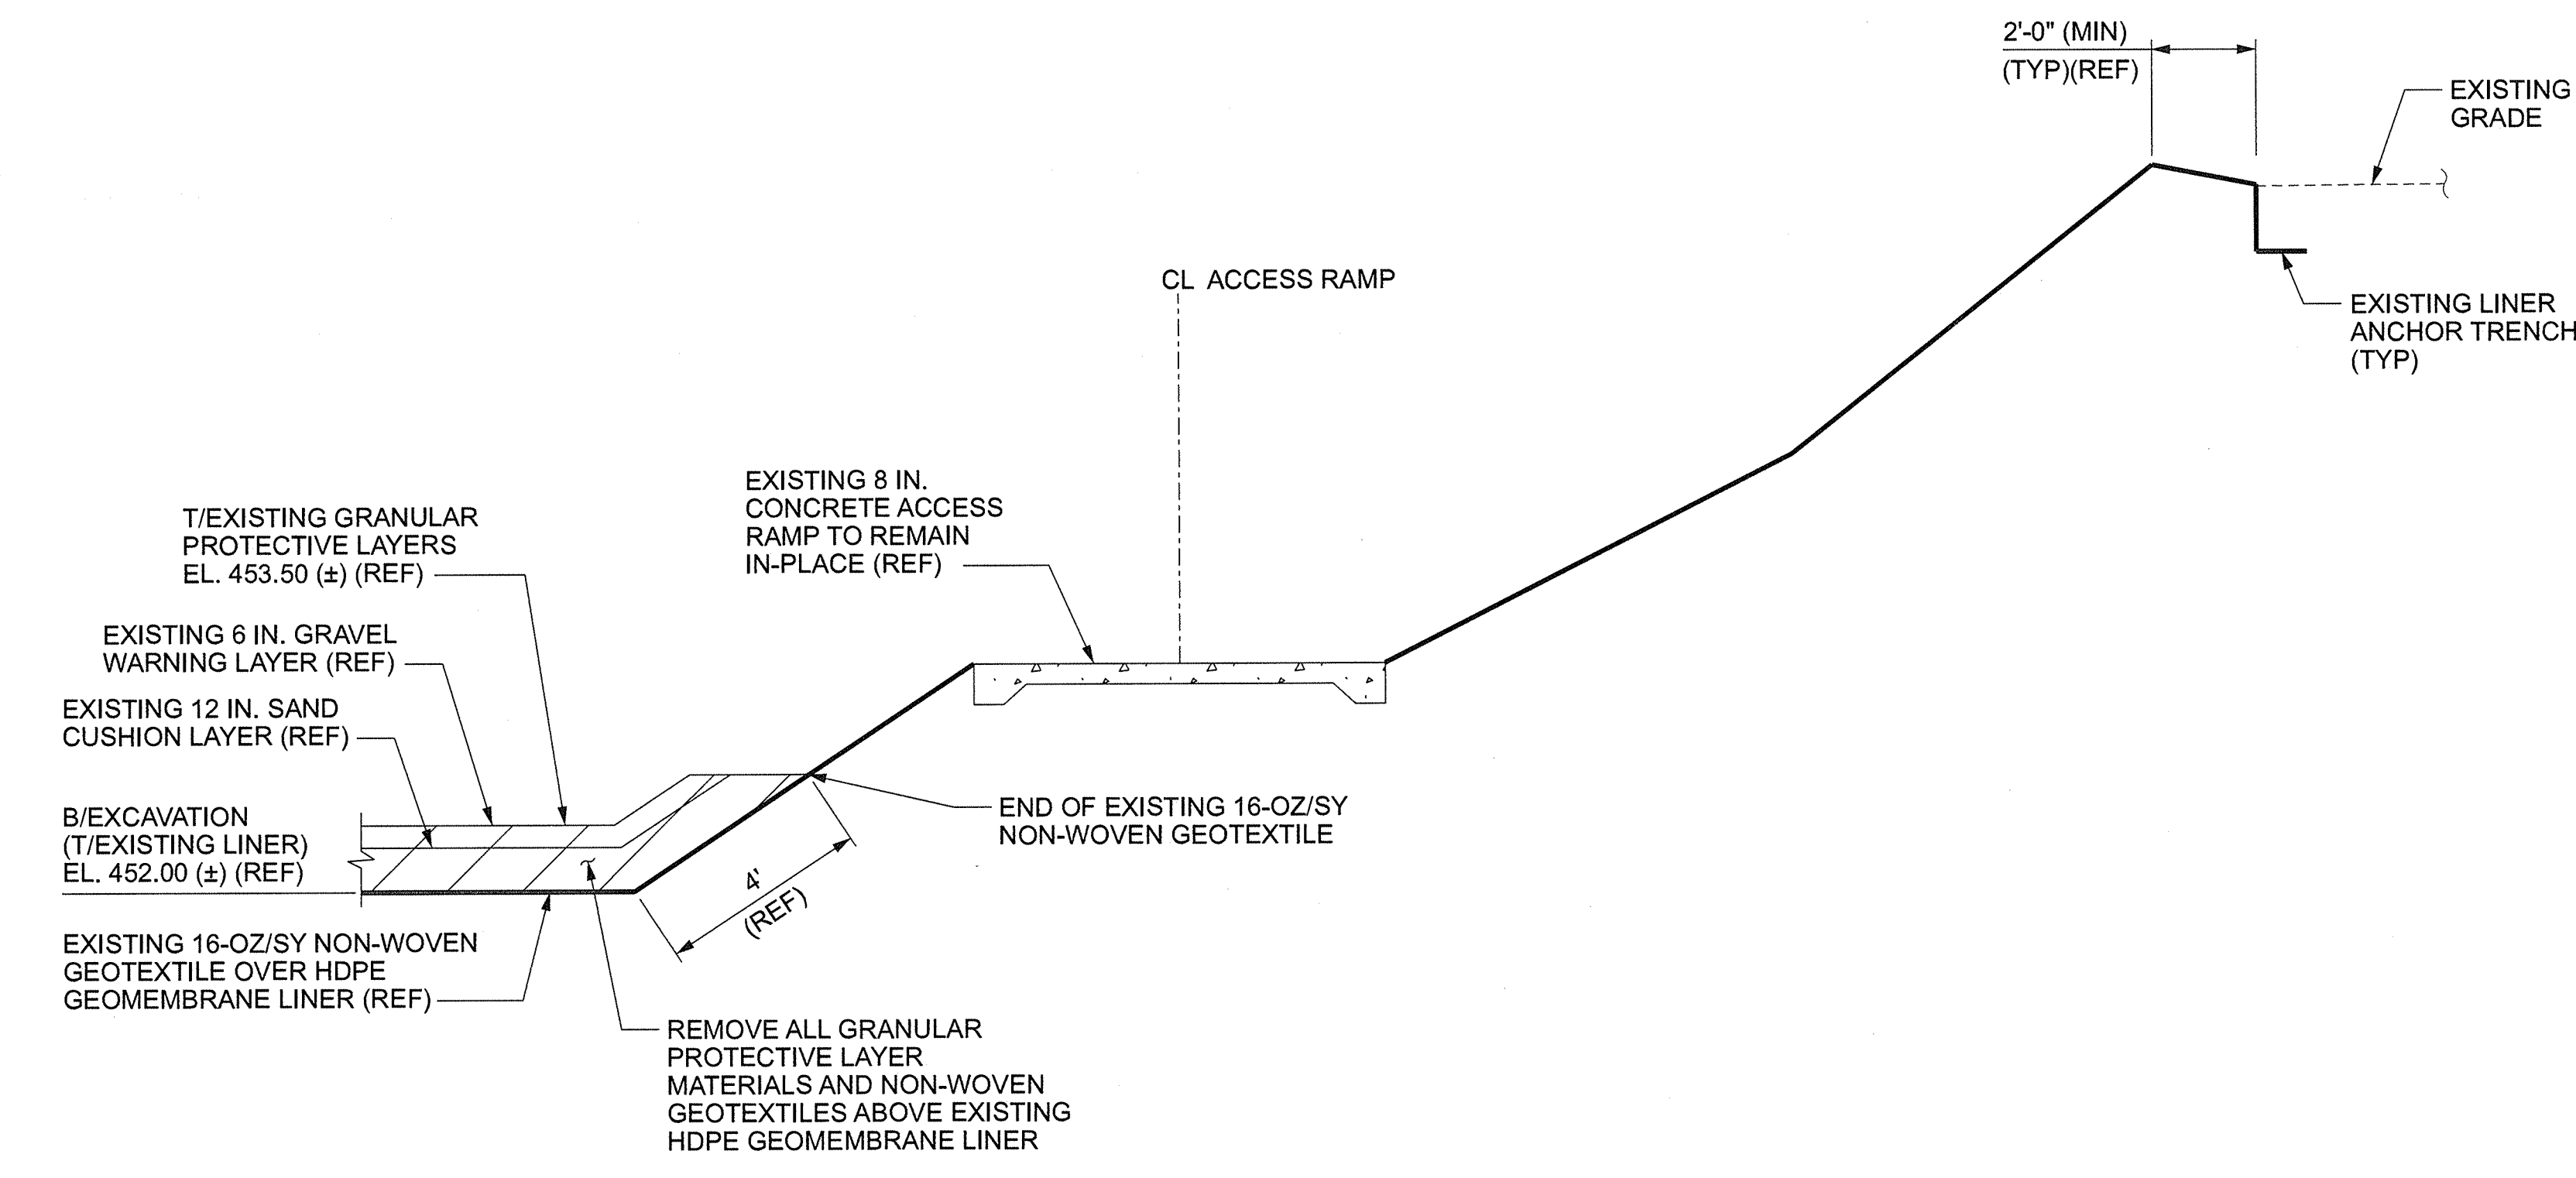 2'-0" (MIN)
(TYP)(REF)
EXISTING
GRADE
EXISTING LINER
ANCHOR TRENCH
(TYP)
CL ACCESS RAMP
EXISTING 8 IN.
CONCRETE ACCESS
RAMP TO REMAIN
IN-PLACE (REF)
T/EXISTING GRANULAR
PROTECTIVE LAYERS
EL. 453.50 (±) (REF)
EXISTING 6 IN. GRAVEL
WARNING LAYER (REF)
EXISTING 12 IN. SAND
CUSHION LAYER (REF)
B/EXCAVATION
(T/EXISTING LINER)
EL. 452.00 (±) (REF)
END OF EXISTING 16-OZ/SY
NON-WOVEN GEOTEXTILE
4'
(REF)
EXISTING 16-OZ/SY NON-WOVEN
GEOTEXTILE OVER HDPE
GEOMEMBRANE LINER (REF)
REMOVE ALL GRANULAR
PROTECTIVE LAYER
MATERIALS AND NON-WOVEN
GEOTEXTILES ABOVE EXISTING
HDPE GEOMEMBRANE LINER